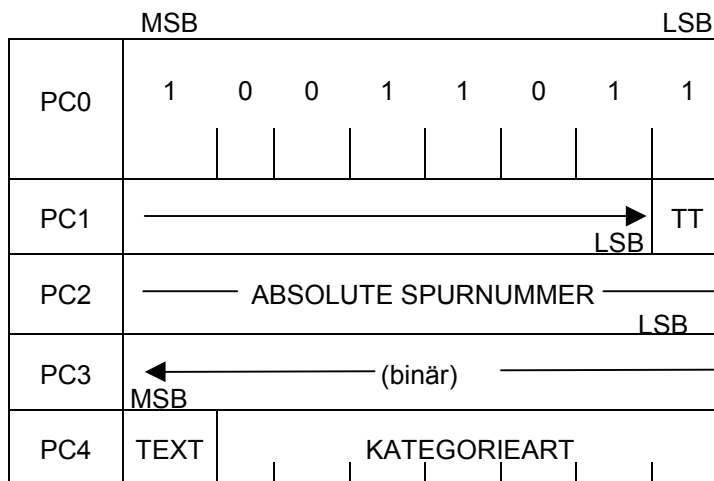 MSB LSB
PC0 1 0 0 1 1 0 1 1
PC1 TT
LSB
PC2 ABSOLUTE SPURNUMMER
LSB
PC3 (binär)
MSB
PC4 TEXT KATEGORIEART